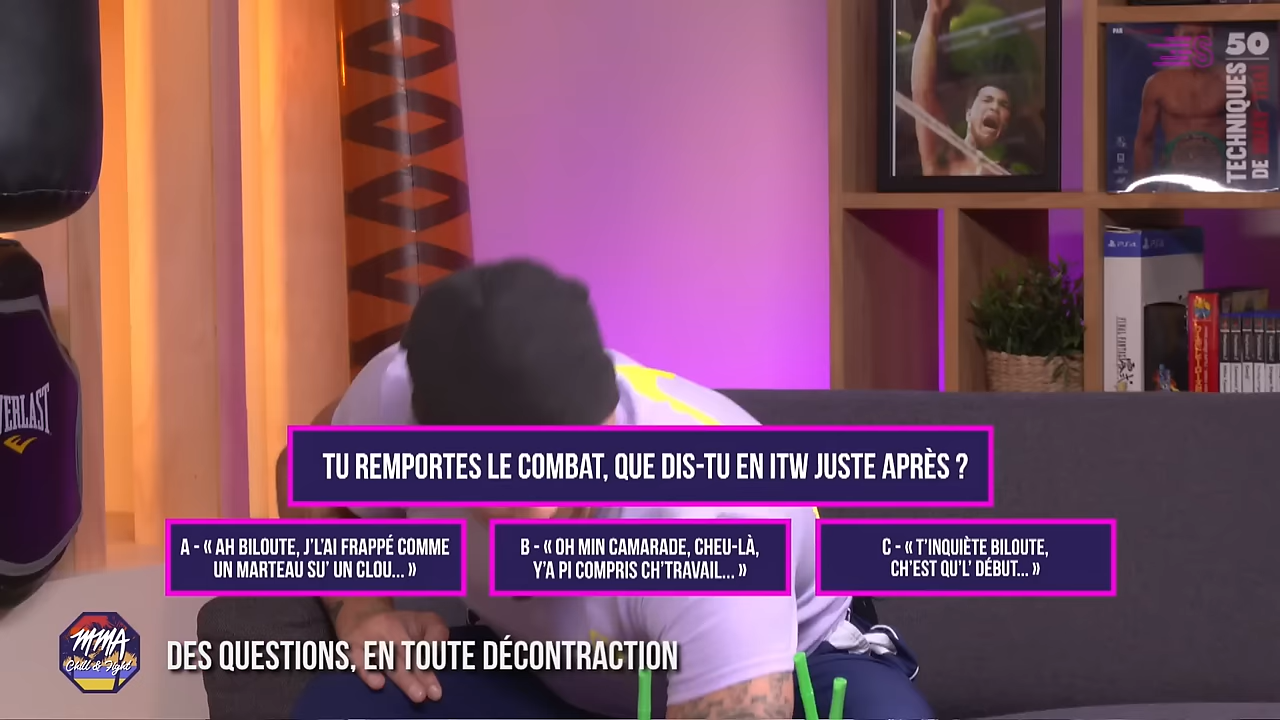 50
TECHNIQUES
DE
PAR
PS4
EVERLAST
TU REMPORTES LE COMBAT, QUE DIS-TU EN ITW JUSTE APRÈS ?
A - « AH BILOUTE, J'L'AI FRAPPÉ COMME
UN MARTEAU SU' UN CLOU... »
B - « OH MIN CAMARADE, CHEU-LÀ,
Y'A PI COMPRIS CH'TRAVAIL... »
C - « T'INQUIÈTE BILOUTE,
CH'EST QU'L' DÉBUT... »
MMA
Chill & Fight
DES QUESTIONS, EN TOUTE DÉCONTRACTION